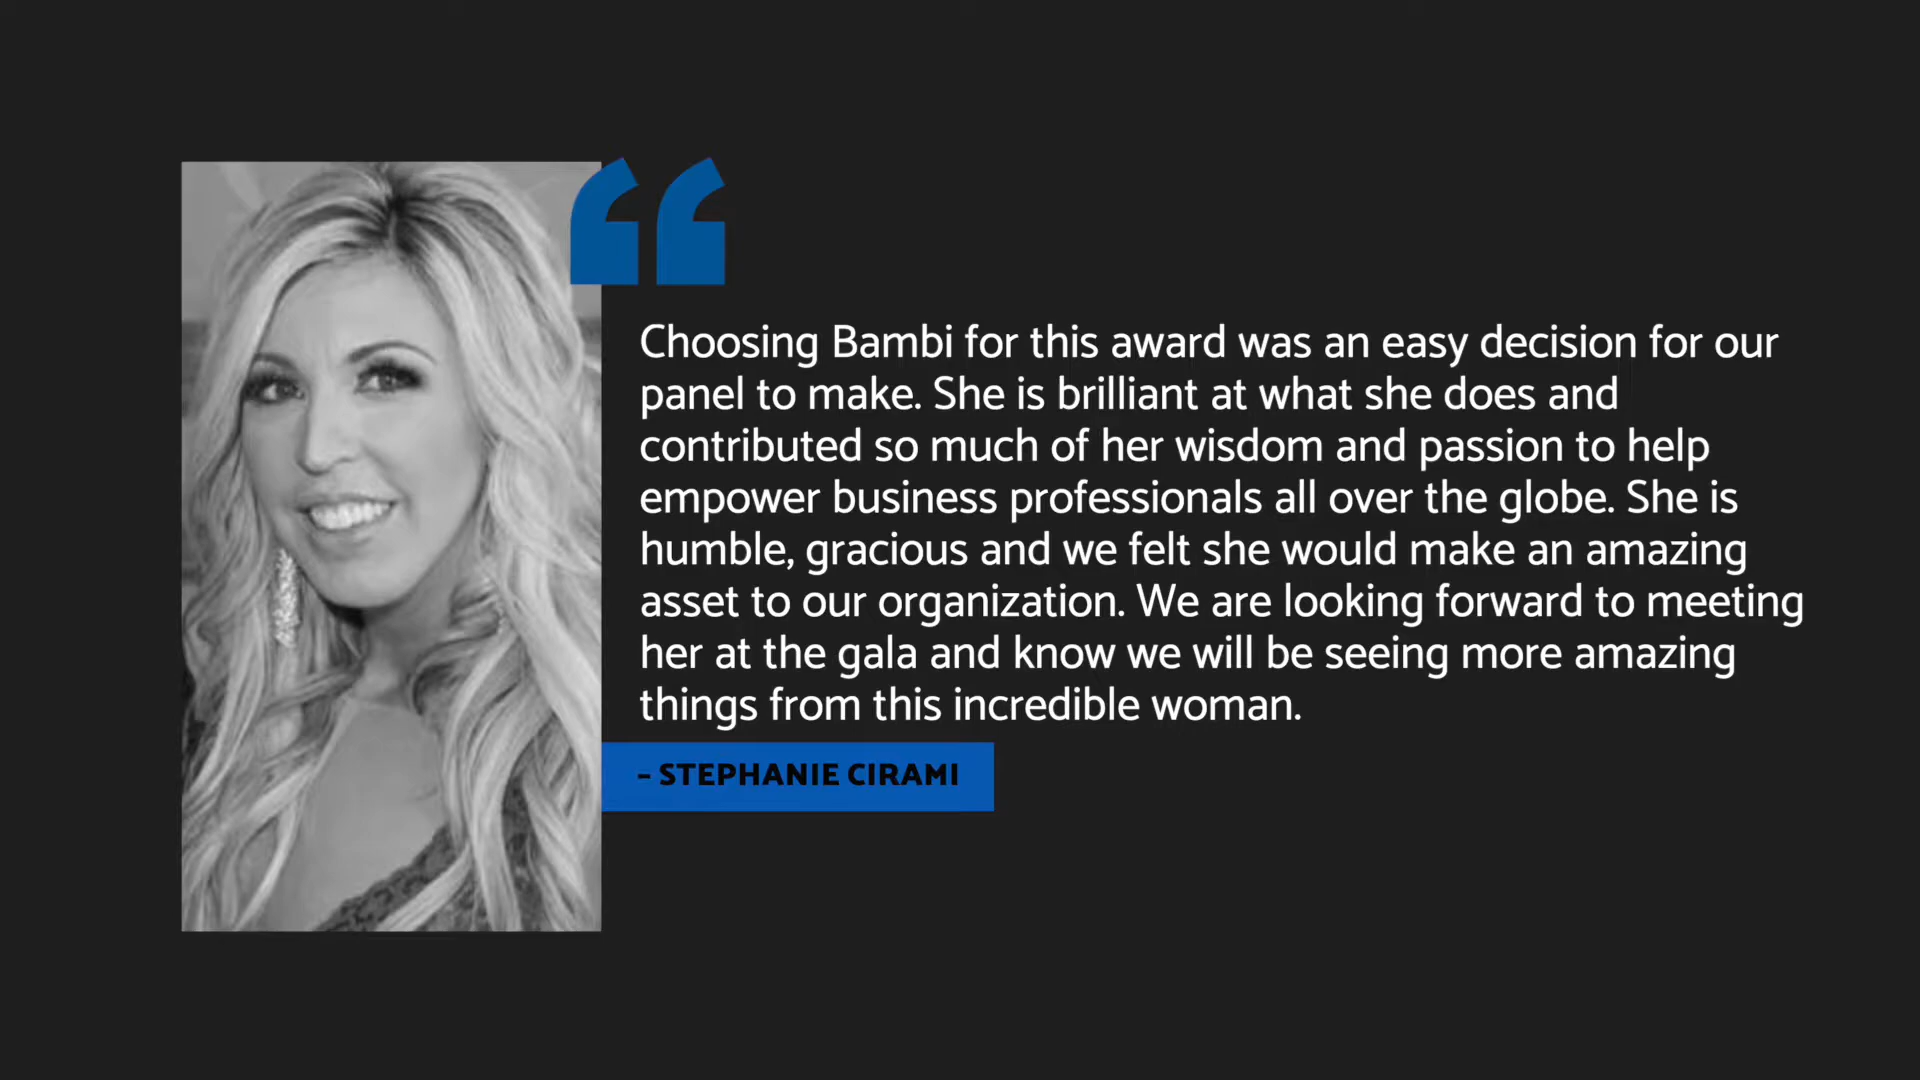 “
Choosing Bambi for this award was an easy decision for our
panel to make. She is brilliant at what she does and
contributed so much of her wisdom and passion to help
empower business professionals all over the globe. She is
humble, gracious and we felt she would make an amazing
asset to our organization. We are looking forward to meeting
her at the gala and know we will be seeing more amazing
things from this incredible woman.
– STEPHANIE CIRAMI